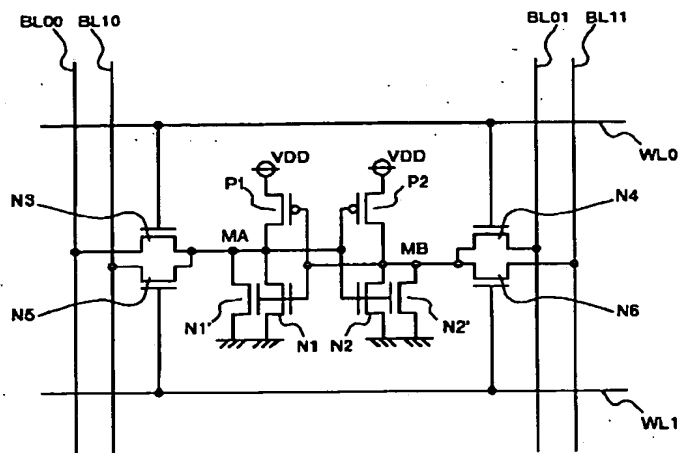 BL00
BL10
BL01
BL11
WL0
VDD
VDD
P1
P2
N3
N4
MA
MB
N5
N6
N1'
N1
N2
N2'
WL1